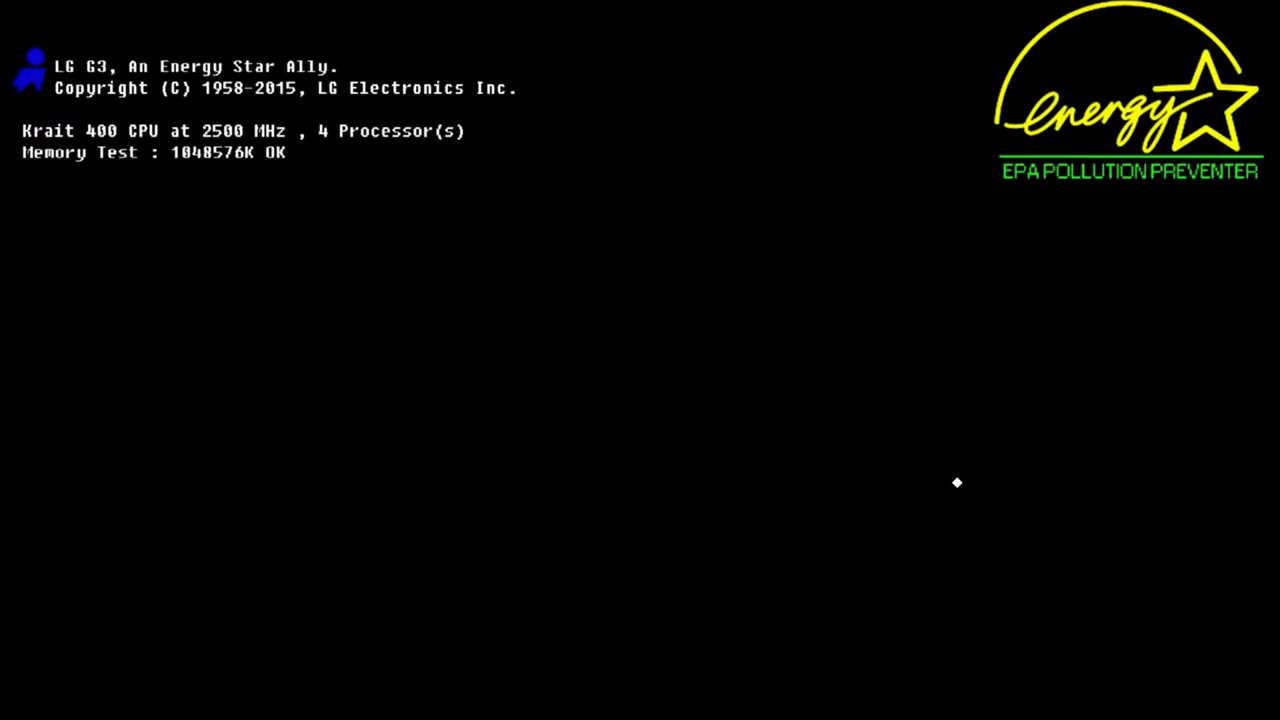 LG G3, An Energy Star Ally.
Copyright (C) 1958-2015, LG Electronics Inc.
Krait 400 CPU at 2500 MHz , 4 Processor(s)
Memory Test : 1048576K OK
energy
EPA POLLUTION PREVENTER